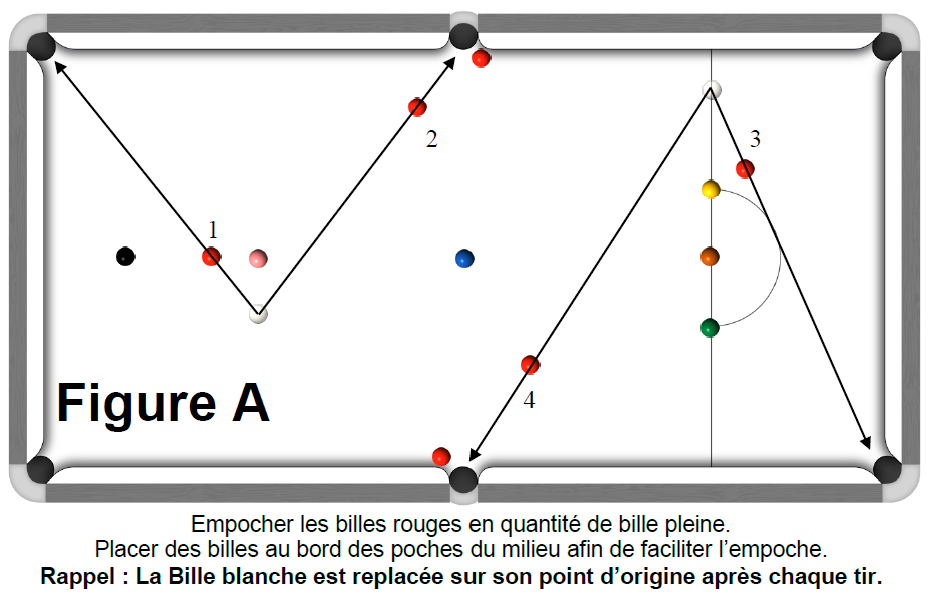 2
3
1
4
Figure A
Empocher les billes rouges en quantité de bille pleine.
Placer des billes au bord des poches du milieu afin de faciliter l'empoche.
Rappel : La Bille blanche est replacée sur son point d'origine après chaque tir.